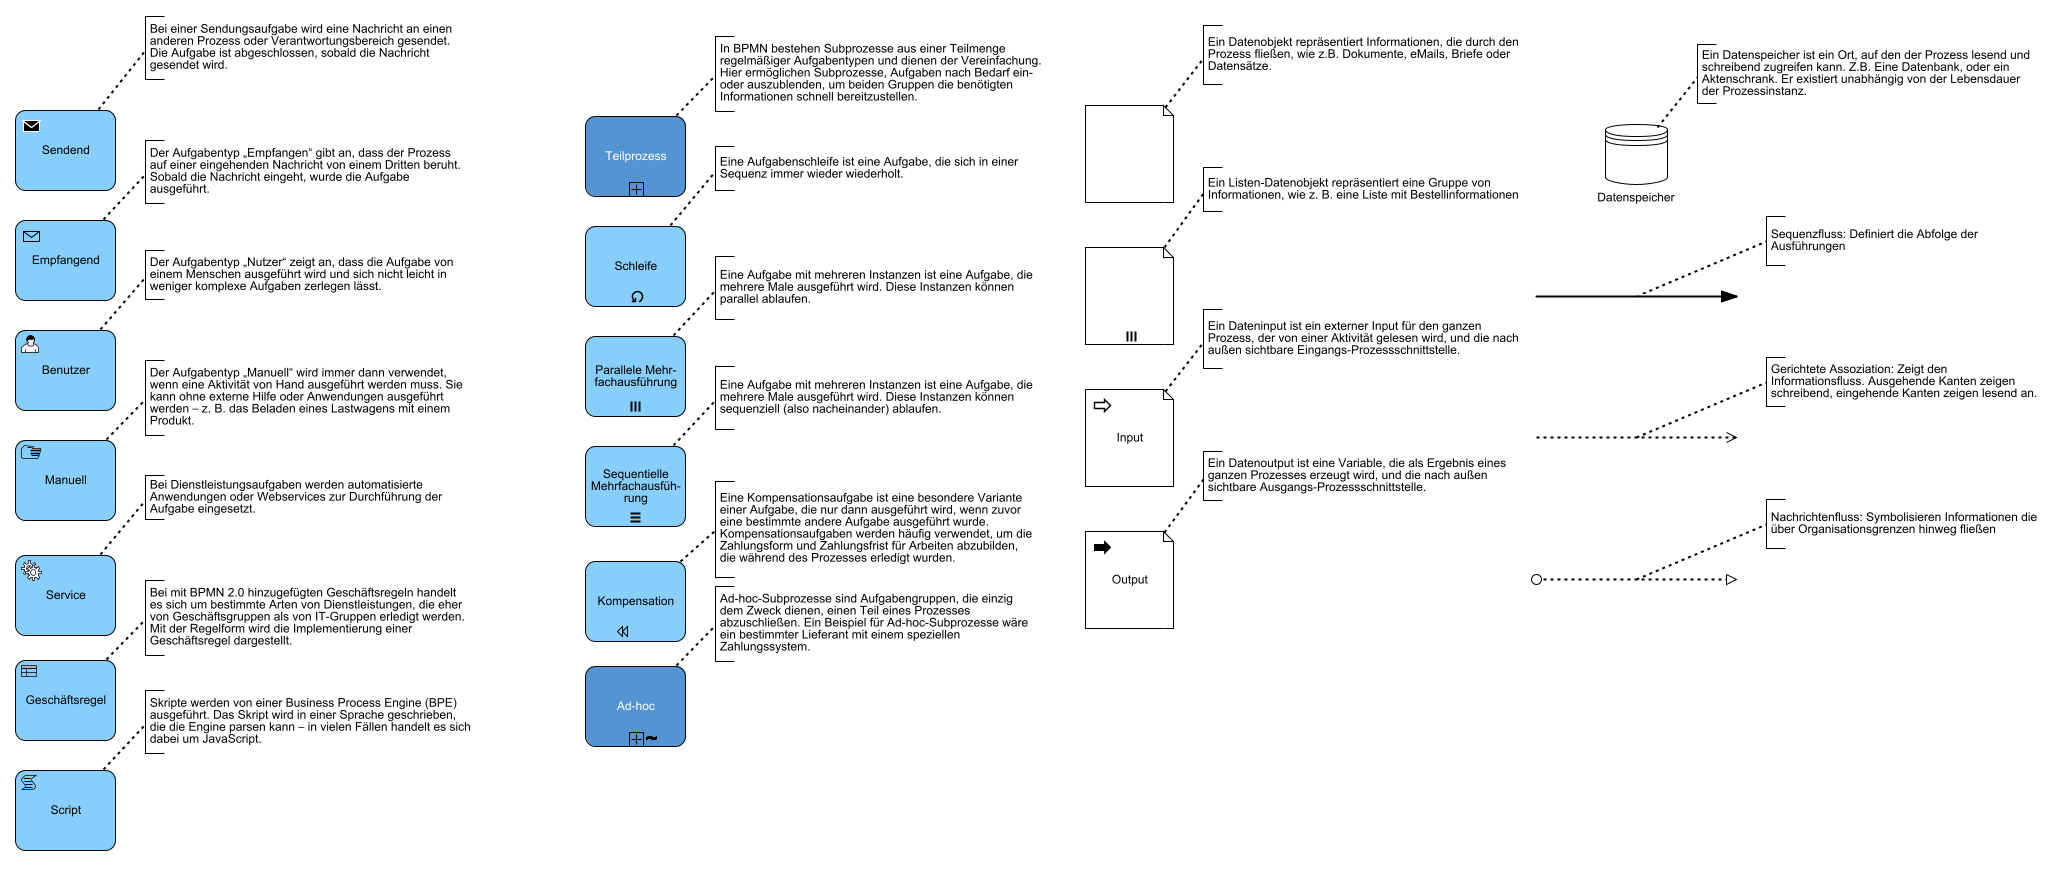 Bei einer Sendungsaufgabe wird eine Nachricht an einen
anderen Prozess oder Verantwortungsbereich gesendet.
Die Aufgabe ist abgeschlossen, sobald die Nachricht
gesendet wird.
Sendend
Der Aufgabentyp „Empfangen“ gibt an, dass der Prozess
auf einer eingehenden Nachricht von einem Dritten beruht.
Sobald die Nachricht eingeht, wurde die Aufgabe
ausgeführt.
Empfangend
Der Aufgabentyp „Nutzer“ zeigt an, dass die Aufgabe von
einem Menschen ausgeführt wird und sich nicht leicht in
weniger komplexe Aufgaben zerlegen lässt.
Benutzer
Der Aufgabentyp „Manuell“ wird immer dann verwendet,
wenn eine Aktivität von Hand ausgeführt werden muss. Sie
kann ohne externe Hilfe oder Anwendungen ausgeführt
werden – z. B. das Beladen eines Lastwagens mit einem
Produkt.
Manuell
Bei Dienstleistungsaufgaben werden automatisierte
Anwendungen oder Webservices zur Durchführung der
Aufgabe eingesetzt.
Service
Bei mit BPMN 2.0 hinzugefügten Geschäftsregeln handelt
es sich um bestimmte Arten von Dienstleistungen, die eher
von Geschäftsgruppen als von IT-Gruppen erledigt werden.
Mit der Regelform wird die Implementierung einer
Geschäftsregel dargestellt.
Geschäftsregel
Skripte werden von einer Business Process Engine (BPE)
ausgeführt. Das Skript wird in einer Sprache geschrieben,
die die Engine parsen kann – in vielen Fällen handelt es sich
dabei um JavaScript.
Script
In BPMN bestehen Subprozesse aus einer Teilmenge
regelmäßiger Aufgabentypen und dienen der Vereinfachung.
Hier ermöglichen Subprozesse, Aufgaben nach Bedarf ein-
oder auszublenden, um beiden Gruppen die benötigten
Informationen schnell bereitzustellen.
Teilprozess
Eine Aufgabenschleife ist eine Aufgabe, die sich in einer
Sequenz immer wieder wiederholt.
Schleife
Eine Aufgabe mit mehreren Instanzen ist eine Aufgabe, die
mehrere Male ausgeführt wird. Diese Instanzen können
parallel ablaufen.
Parallele Mehr-
fachausführung
Eine Aufgabe mit mehreren Instanzen ist eine Aufgabe, die
mehrere Male ausgeführt wird. Diese Instanzen können
sequenziell (also nacheinander) ablaufen.
Sequentielle
Mehrfachausfüh-
rung
Eine Kompensationsaufgabe ist eine besondere Variante
einer Aufgabe, die nur dann ausgeführt wird, wenn zuvor
eine bestimmte andere Aufgabe ausgeführt wurde.
Kompensationsaufgaben werden häufig verwendet, um die
Zahlungsform und Zahlungsfrist für Arbeiten abzubilden,
die während des Prozesses erledigt wurden.
Kompensation
Ad-hoc-Subprozesse sind Aufgabengruppen, die einzig
dem Zweck dienen, einen Teil eines Prozesses
abzuschließen. Ein Beispiel für Ad-hoc-Subprozesse wäre
ein bestimmter Lieferant mit einem speziellen
Zahlungssystem.
Ad-hoc
Ein Datenobjekt repräsentiert Informationen, die durch den
Prozess fließen, wie z.B. Dokumente, eMails, Briefe oder
Datensätze.
Ein Listen-Datenobjekt repräsentiert eine Gruppe von
Informationen, wie z. B. eine Liste mit Bestellinformationen
Ein Dateninput ist ein externer Input für den ganzen
Prozess, der von einer Aktivität gelesen wird, und die nach
außen sichtbare Eingangs-Prozessschnittstelle.
Input
Ein Datenoutput ist eine Variable, die als Ergebnis eines
ganzen Prozesses erzeugt wird, und die nach außen
sichtbare Ausgangs-Prozessschnittstelle.
Output
Ein Datenspeicher ist ein Ort, auf den der Prozess lesend und
schreibend zugreifen kann. Z.B. Eine Datenbank, oder ein
Aktenschrank. Er existiert unabhängig von der Lebensdauer
der Prozessinstanz.
Datenspeicher
Sequenzfluss: Definiert die Abfolge der
Ausführungen
Gerichtete Assoziation: Zeigt den
Informationsfluss. Ausgehende Kanten zeigen
schreibend, eingehende Kanten zeigen lesend an.
Nachrichtenfluss: Symbolisieren Informationen die
über Organisationsgrenzen hinweg fließen